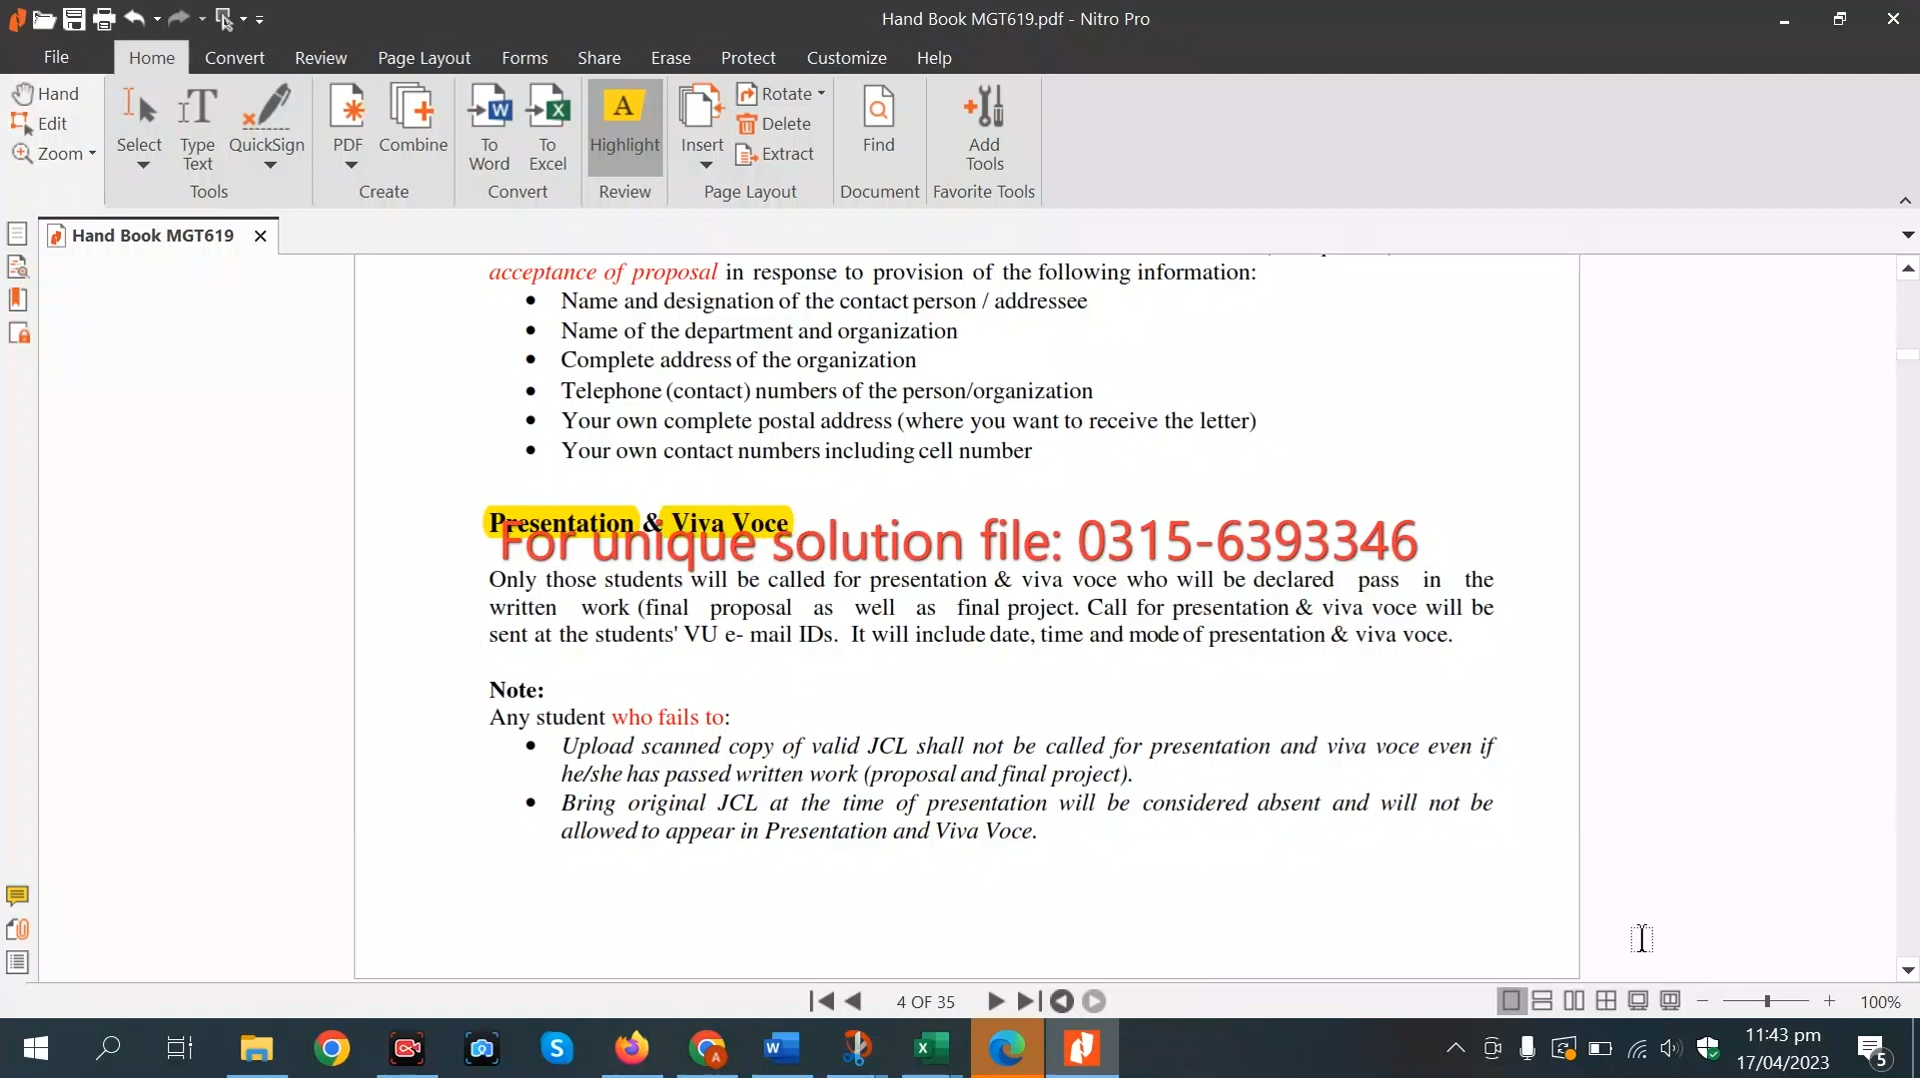 Hand Book MGT619.pdf - Nitro Pro
File Home Convert Review Page Layout Forms Share Erase Protect Customize Help
Hand
Edit
Zoom
Select
Type Text
QuickSign
Tools
PDF
Combine
Create
To Word
To Excel
Convert
Highlight
Review
Insert
Rotate
Delete
Extract
Page Layout
Find
Document
Add Tools
Favorite Tools
Hand Book MGT619
acceptance of proposal in response to provision of the following information:
• Name and designation of the contact person / addressee
• Name of the department and organization
• Complete address of the organization
• Telephone (contact) numbers of the person/organization
• Your own complete postal address (where you want to receive the letter)
• Your own contact numbers including cell number
Presentation & Viva Voce
For unique solution file: 0315-6393346
Only those students will be called for presentation & viva voce who will be declared pass in the
written work (final proposal as well as final project. Call for presentation & viva voce will be
sent at the students' VU e- mail IDs. It will include date, time and mode of presentation & viva voce.
Note:
Any student who fails to:
• Upload scanned copy of valid JCL shall not be called for presentation and viva voce even if
he/she has passed written work (proposal and final project).
• Bring original JCL at the time of presentation will be considered absent and will not be
allowed to appear in Presentation and Viva Voce.
4 OF 35
100%
11:43 pm
17/04/2023
5